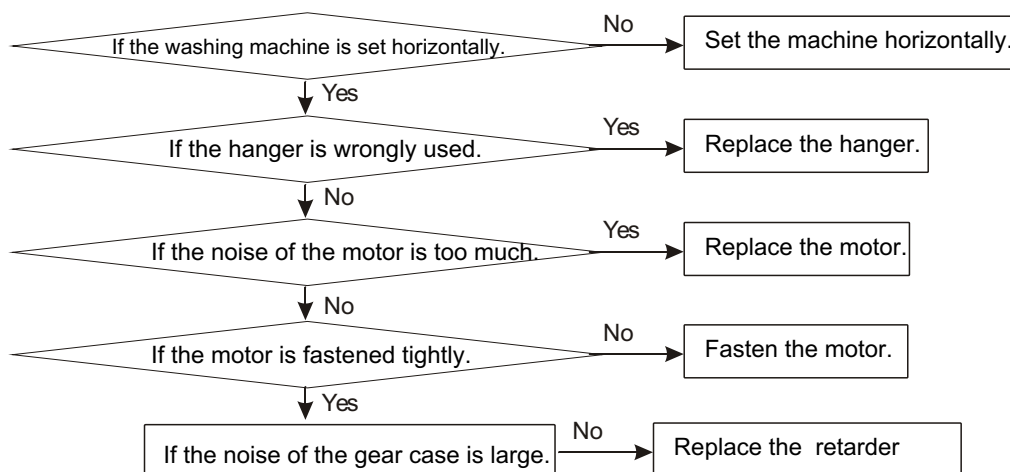 If the washing machine is set horizontally.
No
Set the machine horizontally.
Yes
If the hanger is wrongly used.
Yes
Replace the hanger.
No
If the noise of the motor is too much.
Yes
Replace the motor.
No
If the motor is fastened tightly.
No
Fasten the motor.
Yes
If the noise of the gear case is large.
No
Replace the retarder